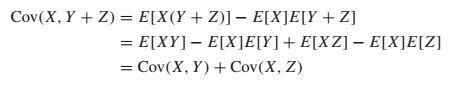 Cov(X, Y + Z) = E[X(Y + Z)] − E[X]E[Y + Z]
= E[XY] − E[X]E[Y] + E[XZ] − E[X]E[Z]
= Cov(X, Y) + Cov(X, Z)